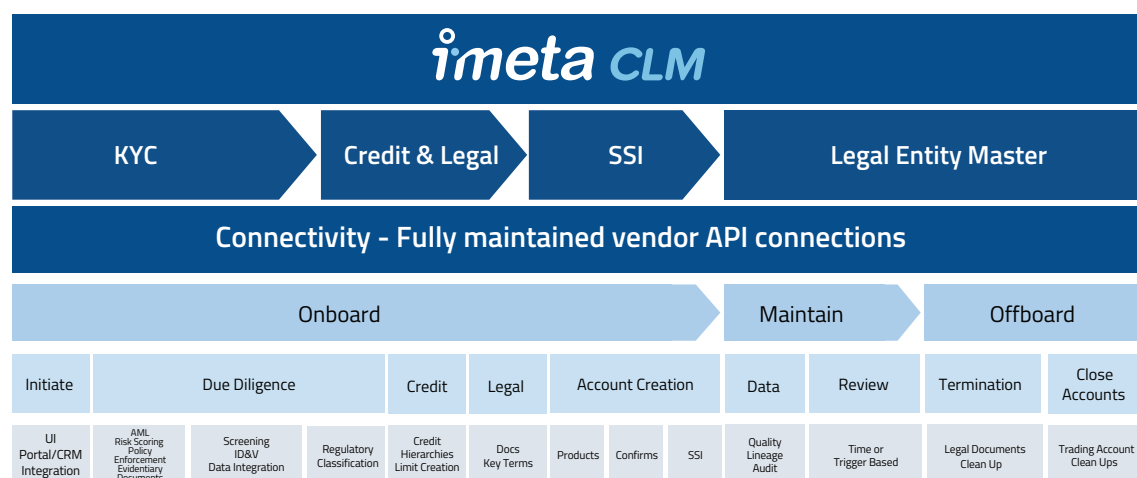 imeta CLM
KYC
Credit & Legal
SSI
Legal Entity Master
Connectivity - Fully maintained vendor API connections
Onboard
Maintain
Offboard
Initiate
Due Diligence
Credit
Legal
Account Creation
Data
Review
Termination
Close
Accounts
UI
Portal/CRM
Integration
AML
Risk Scoring
Policy
Enforcement
Evidentiary
Documents
Screening
ID&V
Data Integration
Regulatory
Classification
Credit
Hierarchies
Limit Creation
Docs
Key Terms
Products
Confirms
SSI
Quality
Lineage
Audit
Time or
Trigger Based
Legal Documents
Clean Up
Trading Account
Clean Ups